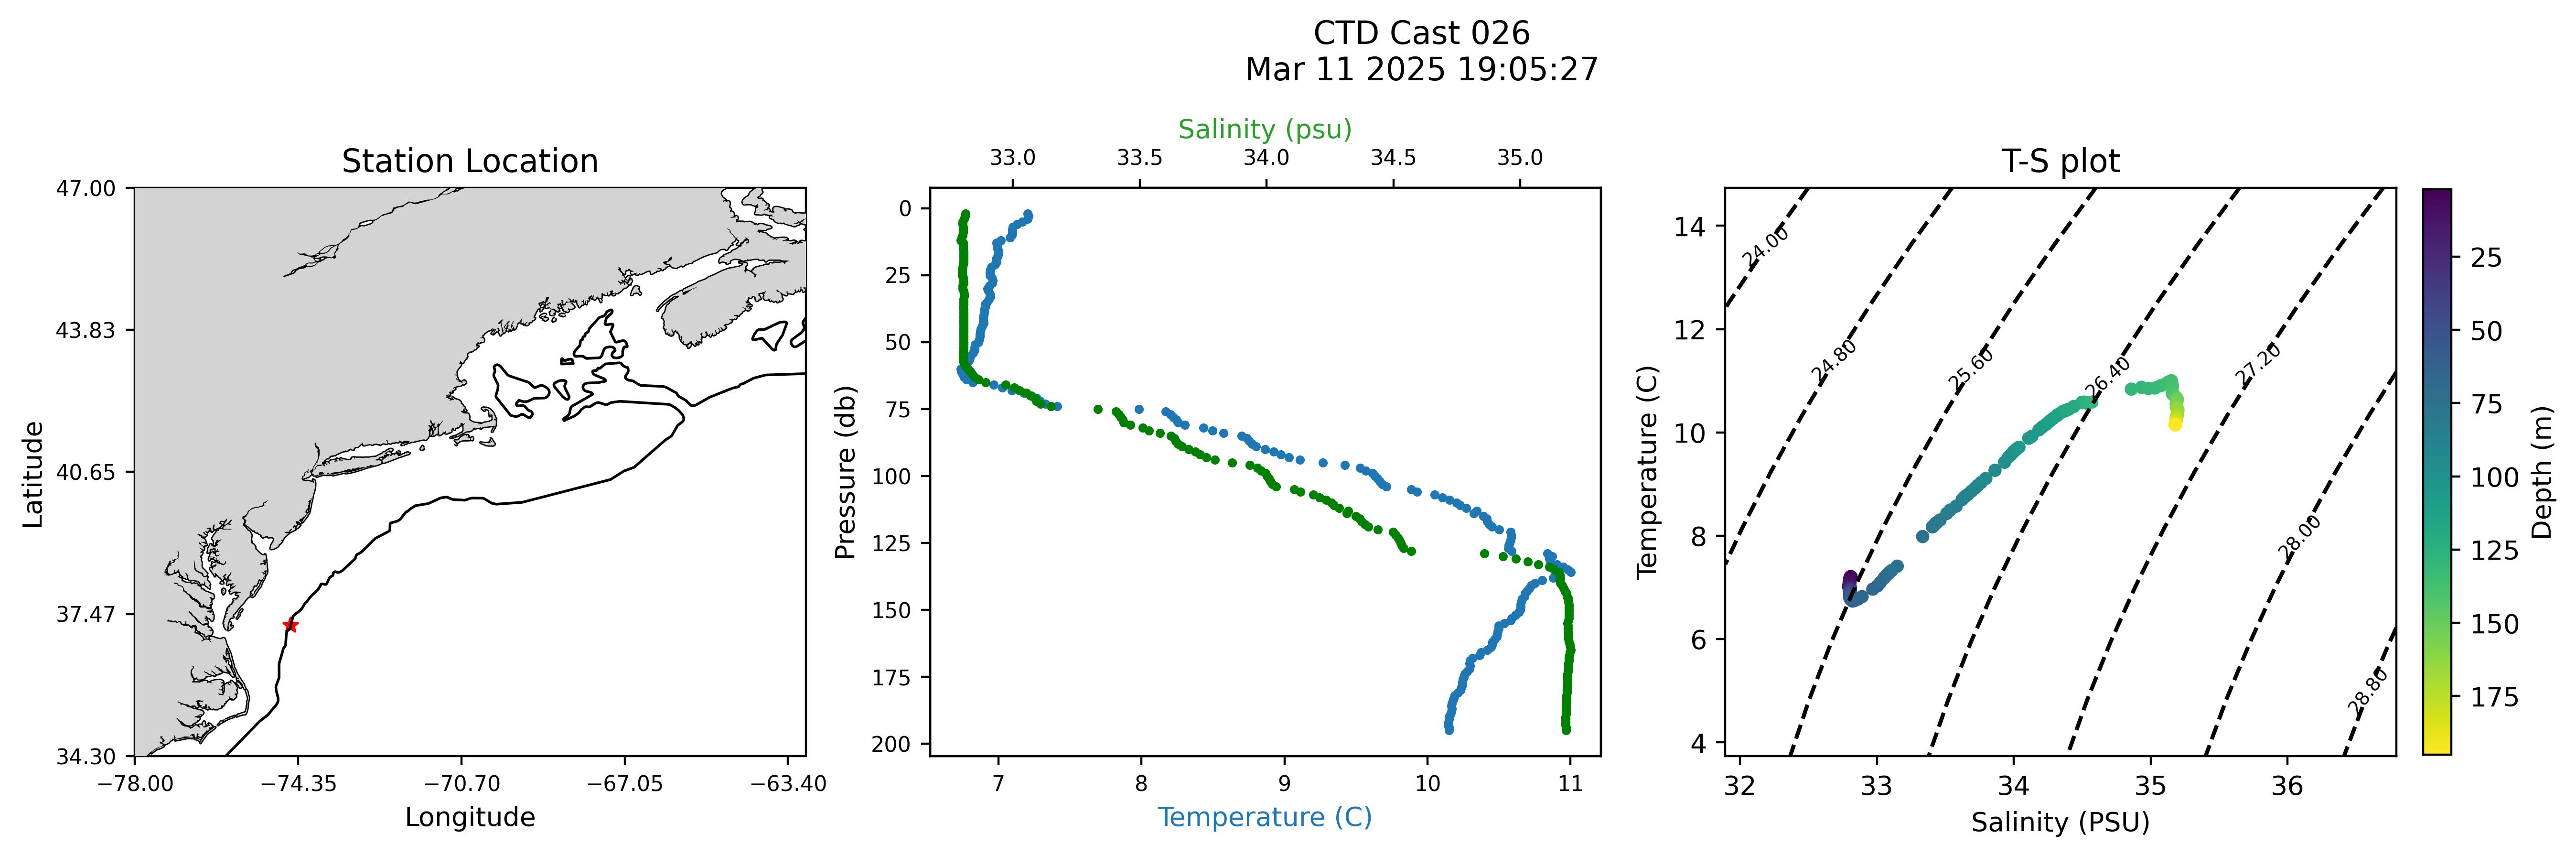 CTD Cast 026
Mar 11 2025 19:05:27
Station Location
47.00
43.83
40.65
37.47
34.30
Latitude
−78.00 −74.35 −70.70 −67.05 −63.40
Longitude
Salinity (psu)
33.0 33.5 34.0 34.5 35.0
0
25
50
75
100
125
150
175
200
Pressure (db)
7 8 9 10 11
Temperature (C)
T-S plot
14
12
10
8
6
4
Temperature (C)
24.00
24.80
25.60
26.40
27.20
28.00
28.80
32 33 34 35 36
Salinity (PSU)
25
50
75
100
125
150
175
Depth (m)